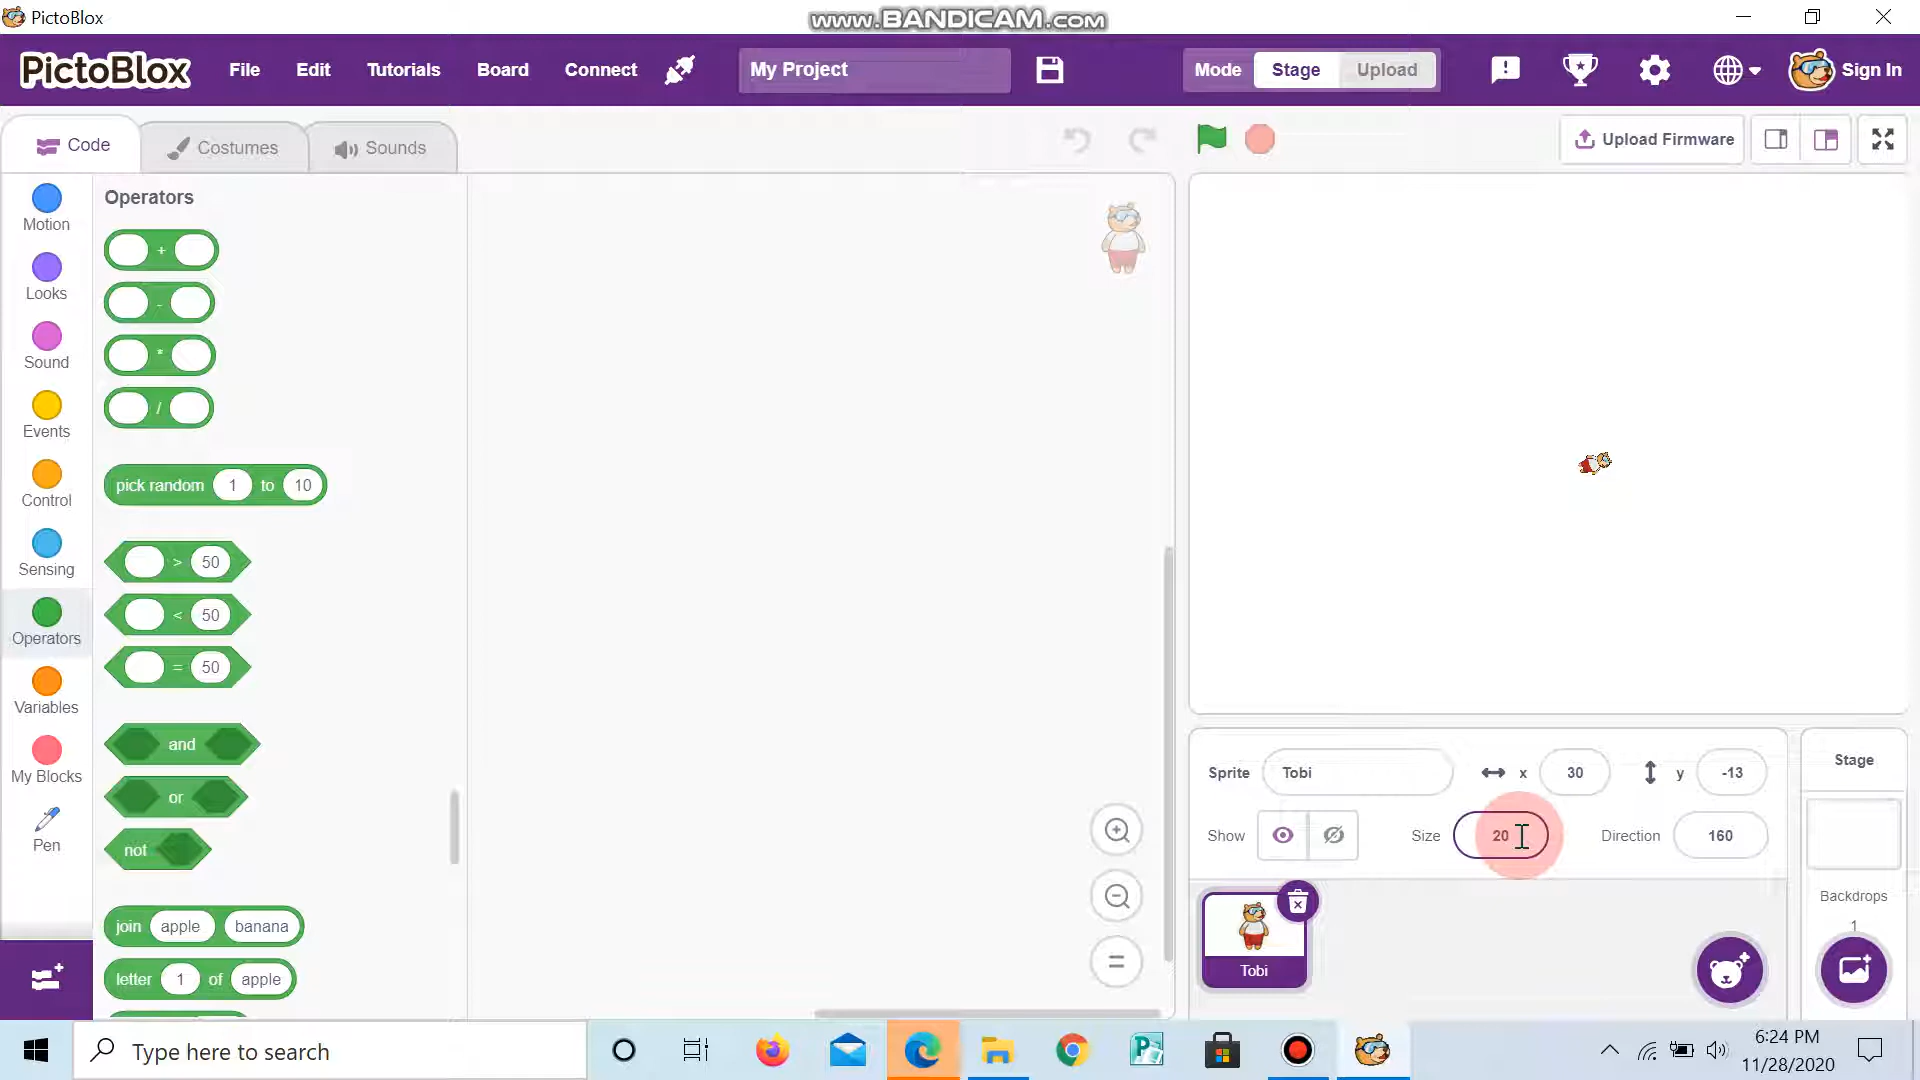 PictoBlox
www.BANDICAM.com
PictoBlox File Edit Tutorials Board Connect My Project Mode Stage Upload Sign In
Code Costumes Sounds Upload Firmware
Motion
Looks
Sound
Events
Control
Sensing
Operators
Variables
My Blocks
Pen
Operators
+
-
*
/
pick random 1 to 10
> 50
< 50
= 50
and
or
not
join apple banana
letter 1 of apple
=
Sprite Tobi x 30 y -13
Show Size 20 Direction 160
Tobi
Stage
Backdrops
1
Type here to search
6:24 PM
11/28/2020